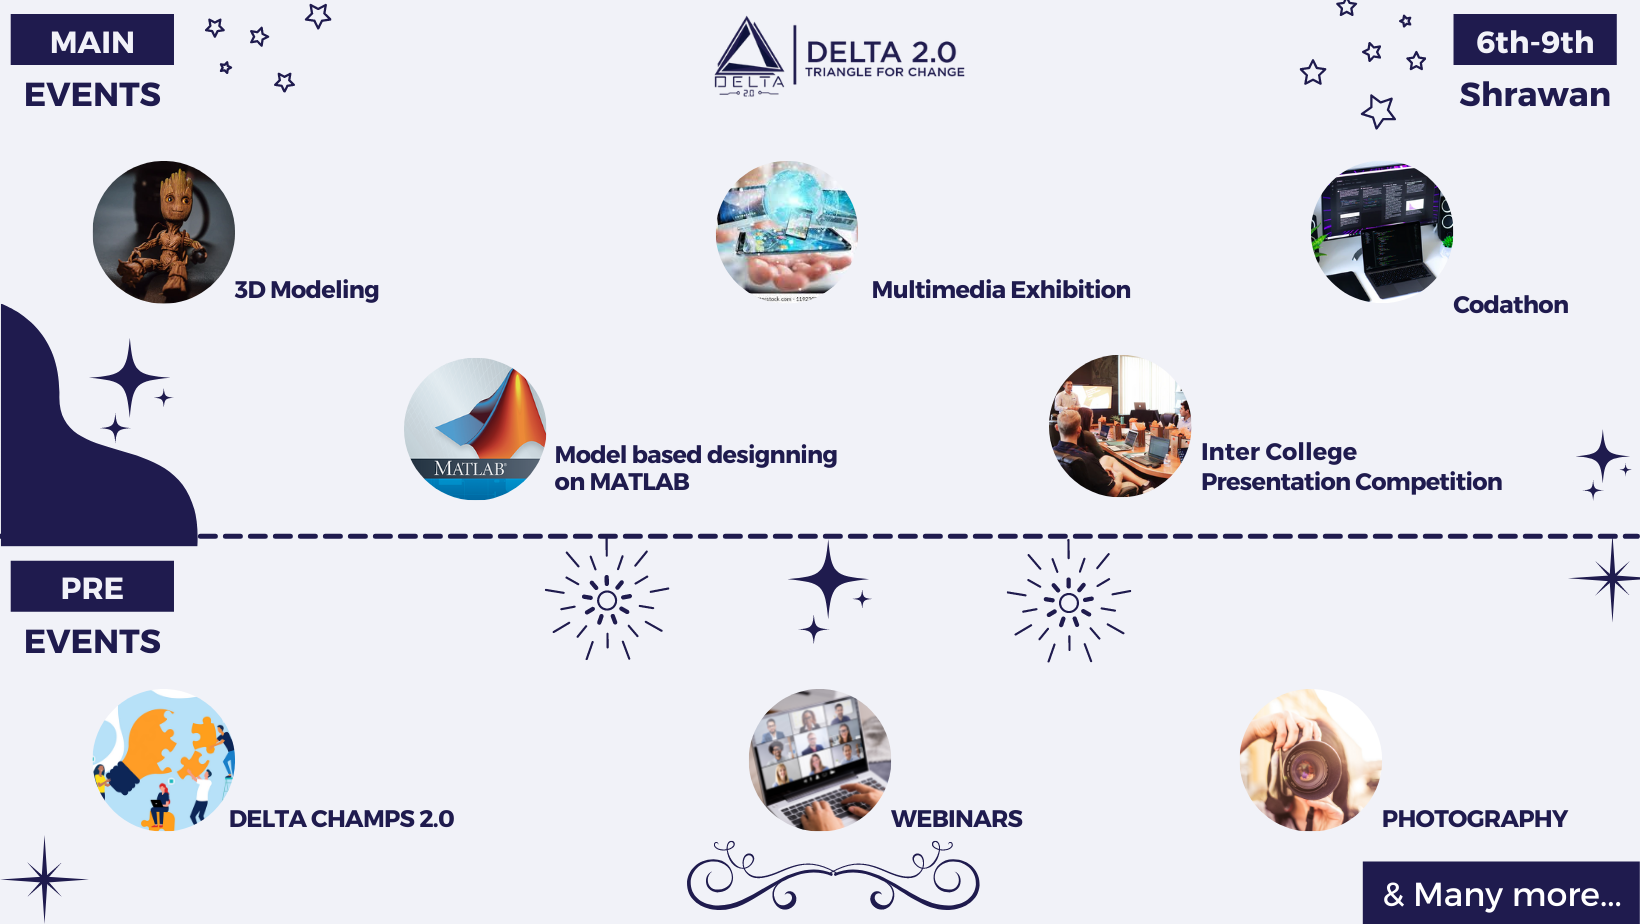 MAIN
EVENTS
DELTA
2.0
DELTA 2.0
TRIANGLE FOR CHANGE
6th-9th
Shrawan
3D Modeling
Multimedia Exhibition
Codathon
MATLAB
Model based designning
on MATLAB
Inter College
Presentation Competition
PRE
EVENTS
DELTA CHAMPS 2.0
WEBINARS
PHOTOGRAPHY
& Many more...